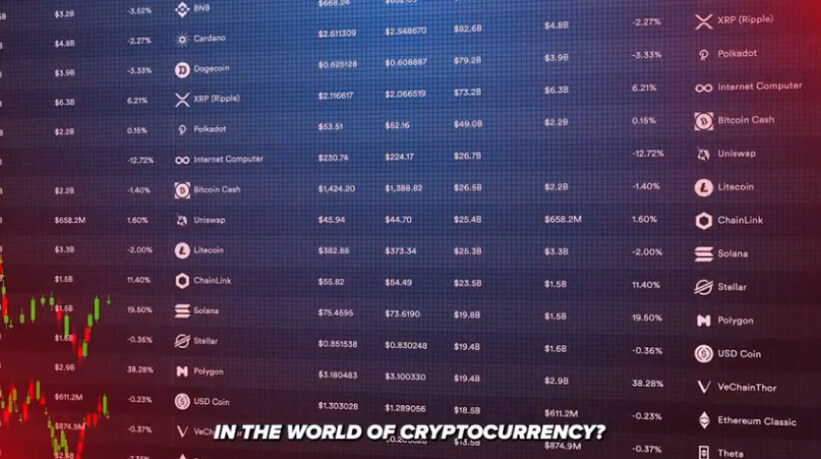 $668.24
$3.2B -3.62% BNB
$4.8B -2.27% Cardano $2.611309 $2.548670 $82.6B $4.8B -2.27% XRP (Ripple)
$3.9B -3.33% Dogecoin $0.625128 $0.608887 $79.2B $3.9B -3.33% Polkadot
$6.3B 6.21% XRP (Ripple) $2.116617 $2.066519 $73.2B $6.3B 6.21% Internet Computer
$2.2B 0.15% Polkadot $53.51 $52.16 $49.0B $2.2B 0.15% Bitcoin Cash
-12.72% Internet Computer $230.74 $224.17 $26.7B -12.72% Uniswap
$2.2B -1.40% Bitcoin Cash $1,424.20 $1,388.82 $26.5B $2.2B -1.40% Litecoin
$658.2M 1.60% Uniswap $45.94 $44.70 $25.4B $658.2M 1.60% ChainLink
$3.3B -2.00% Litecoin $382.88 $373.34 $25.3B $3.3B -2.00% Solana
$1.5B 11.40% ChainLink $55.82 $54.49 $23.5B $1.5B 11.40% Stellar
$1.5B 19.50% Solana $75.4595 $73.6190 $19.8B $1.5B 19.50% Polygon
$1.6B -0.36% Stellar $0.851538 $0.830248 $19.4B $1.6B -0.36% USD Coin
$2.9B 38.28% Polygon $3.180483 $3.100330 $19.4B $2.9B 38.28% VeChainThor
$611.2M -0.23% USD Coin $1.303028 $1.289056 $18.5B $611.2M -0.23% Ethereum Classic
$874.9M -0.37% $13.5B $874.9M -0.37% Theta
IN THE WORLD OF CRYPTOCURRENCY?